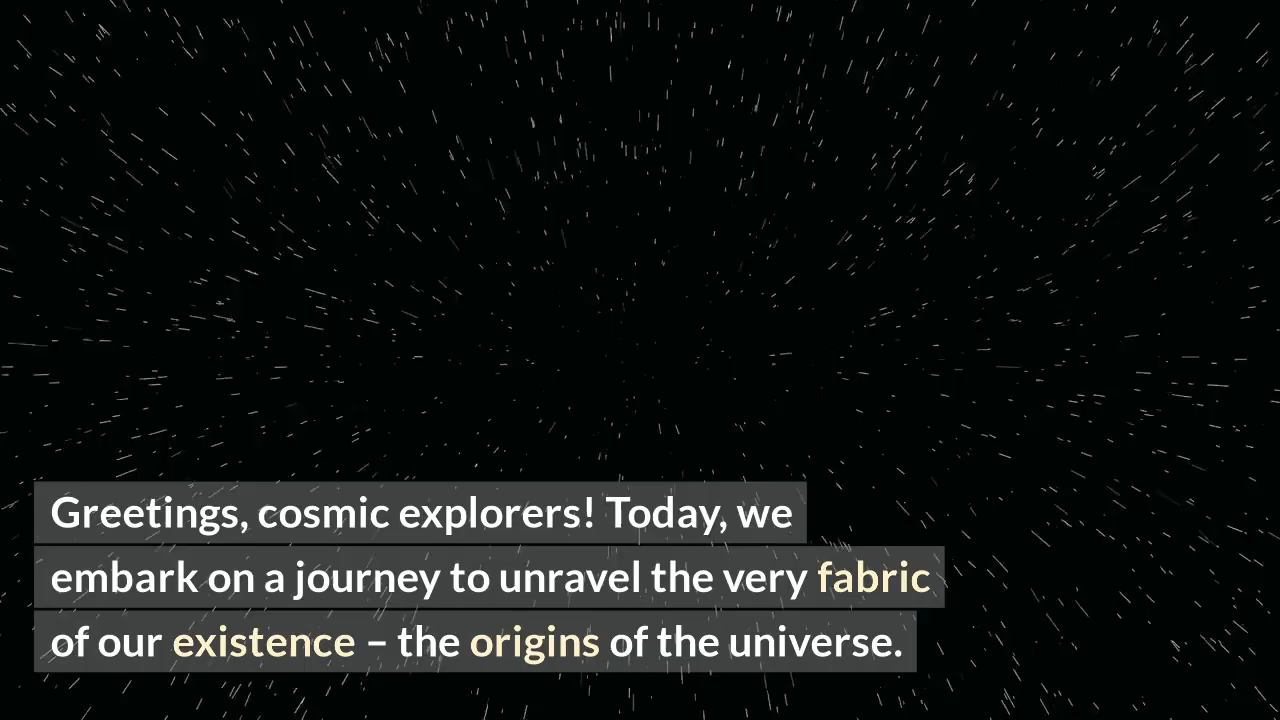 Greetings, cosmic explorers! Today, we
embark on a journey to unravel the very fabric
of our existence – the origins of the universe.